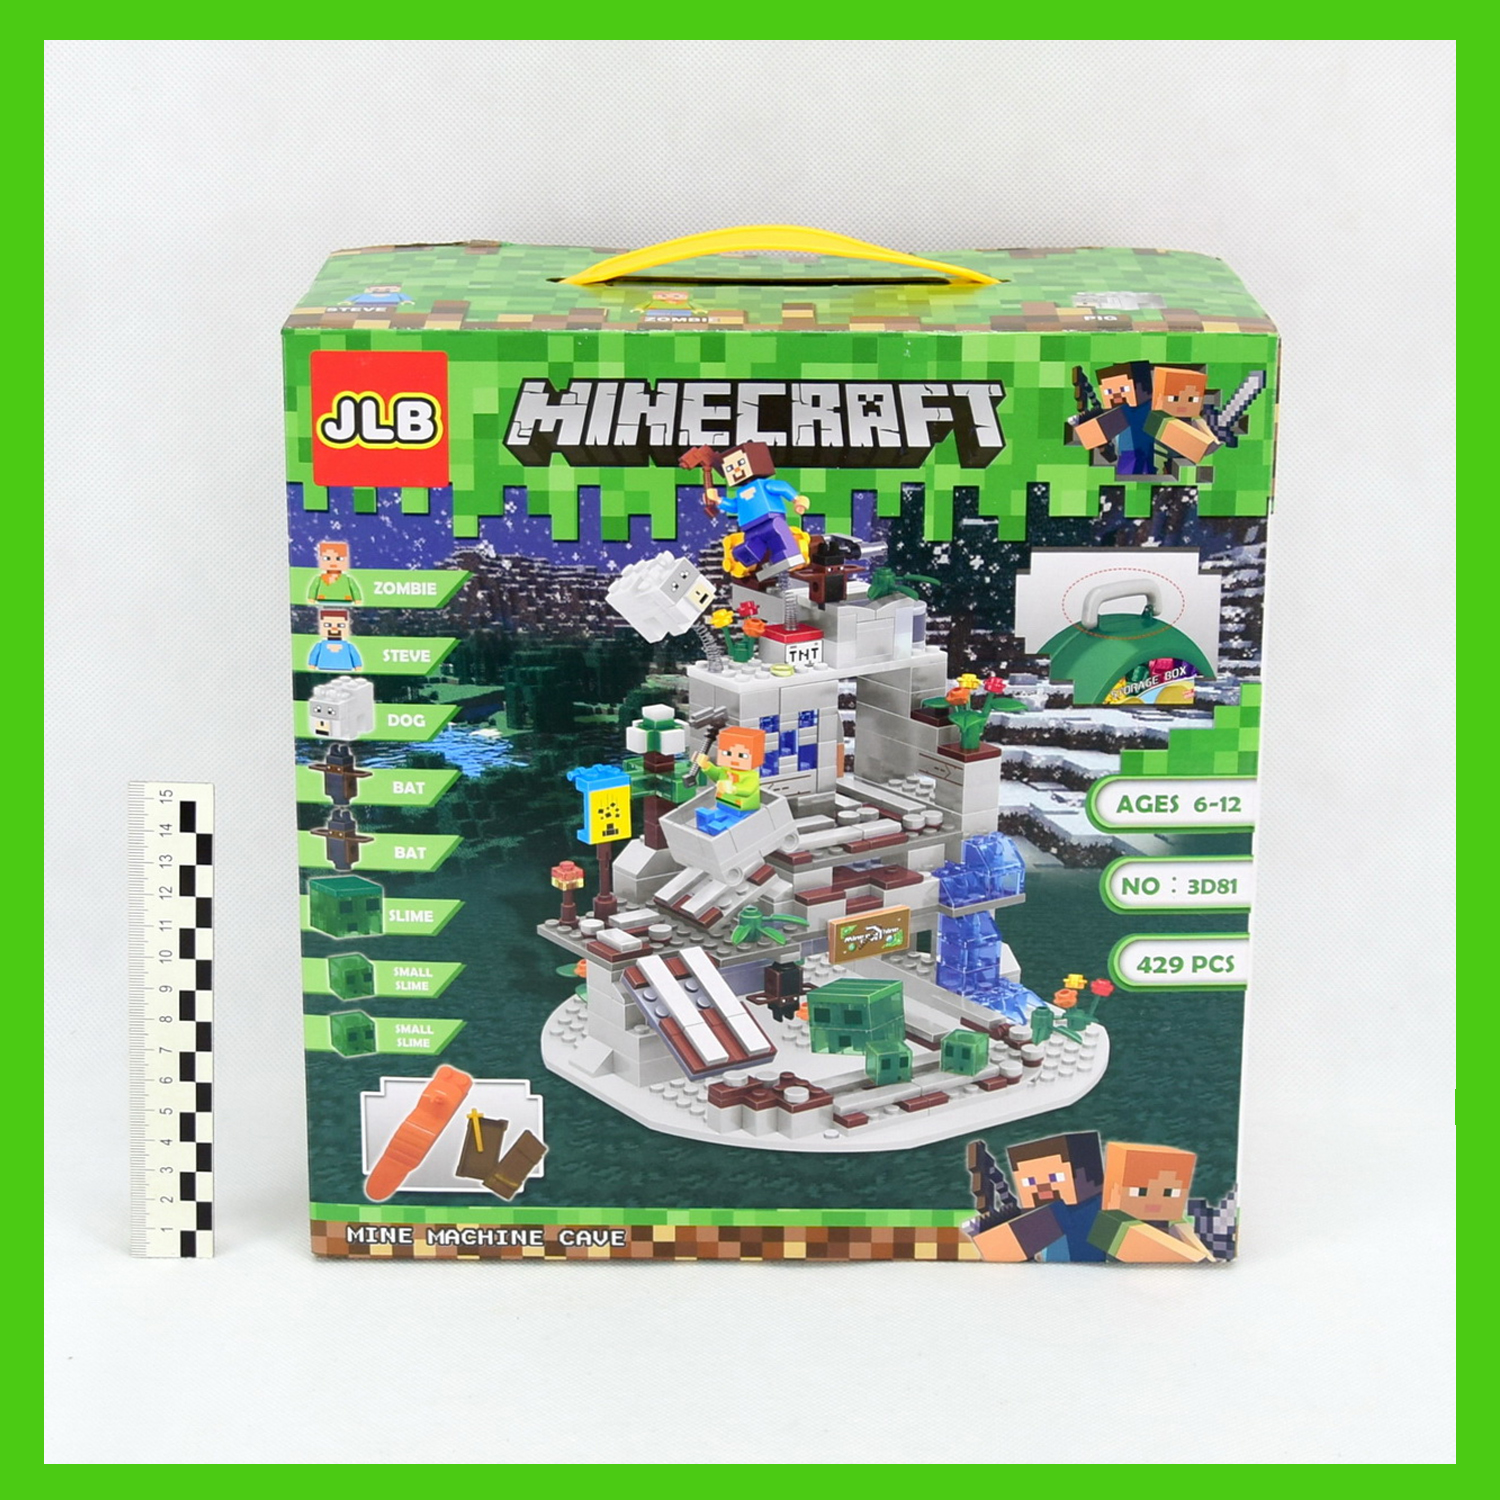 STEVE
ZOMBIE
PIG
JLB
MINECRAFT
ZOMBIE
STEVE
DOG
BAT
BAT
SLIME
SMALL
SLIME
SMALL
SLIME
TNT
STORAGE BOX
AGES 6-12
NO : 3D81
429 PCS
MINE MACHINE CAVE
15
14
13
12
11
10
9
8
7
6
5
4
3
2
1